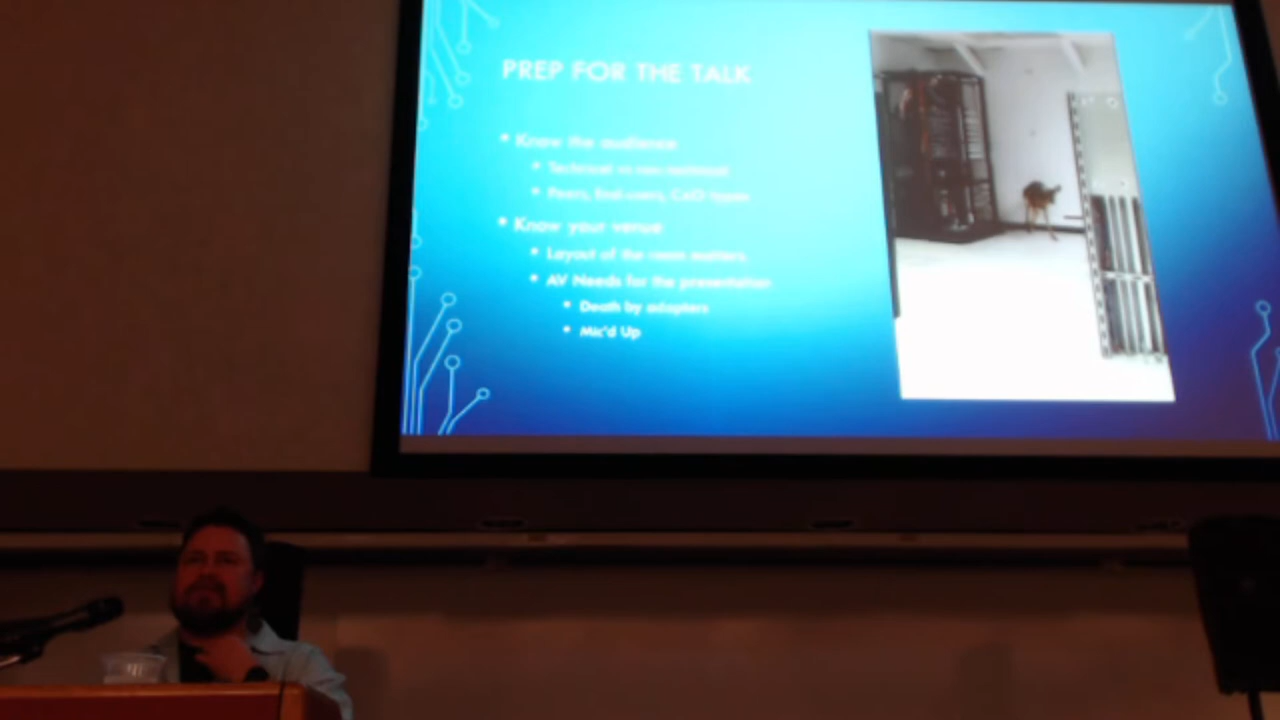 PREP FOR THE TALK
• Know the audience
• Technical vs non-technical
• Peers, End-users, CxO types
• Know your venue
• Layout of the room matters
• AV Needs for the presentation
• Death by adapters
• Mic'd Up